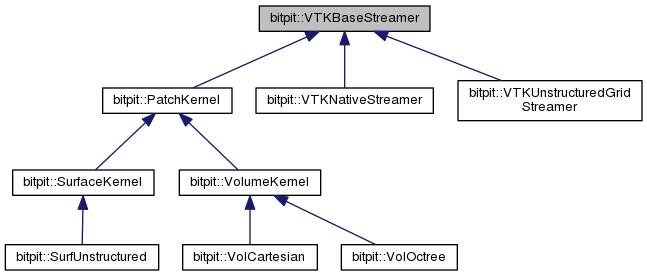 bitpit::VTKBaseStreamer
bitpit::PatchKernel
bitpit::VTKNativeStreamer
bitpit::VTKUnstructuredGrid
Streamer
bitpit::SurfaceKernel
bitpit::VolumeKernel
bitpit::SurfUnstructured
bitpit::VolCartesian
bitpit::VolOctree